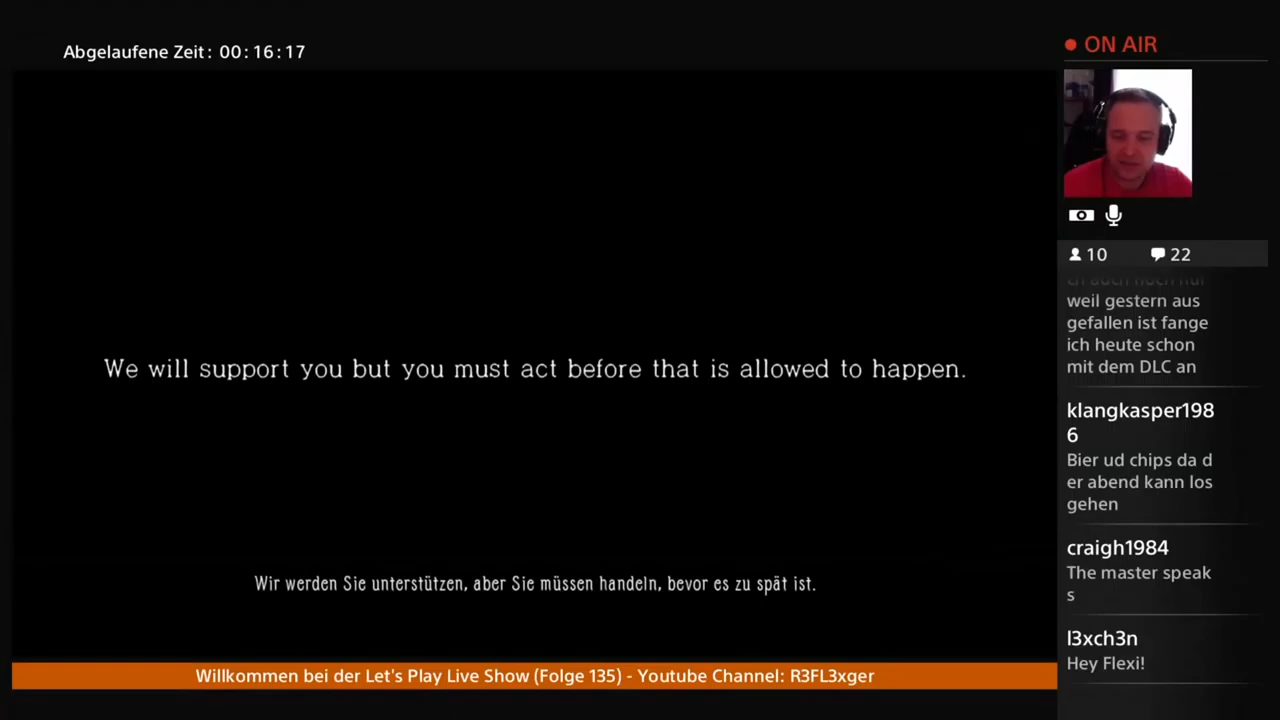 Abgelaufene Zeit: 00:16:17
ON AIR
10
22
weil gestern aus
gefallen ist fange
ich heute schon
mit dem DLC an
klangkasper198
6
Bier ud chips da d
er abend kann los
gehen
craigh1984
The master speak
s
l3xch3n
Hey Flexi!
We will support you but you must act before that is allowed to happen.
Wir werden Sie unterstützen, aber Sie müssen handeln, bevor es zu spät ist.
Willkommen bei der Let's Play Live Show (Folge 135) - Youtube Channel: R3FL3xger